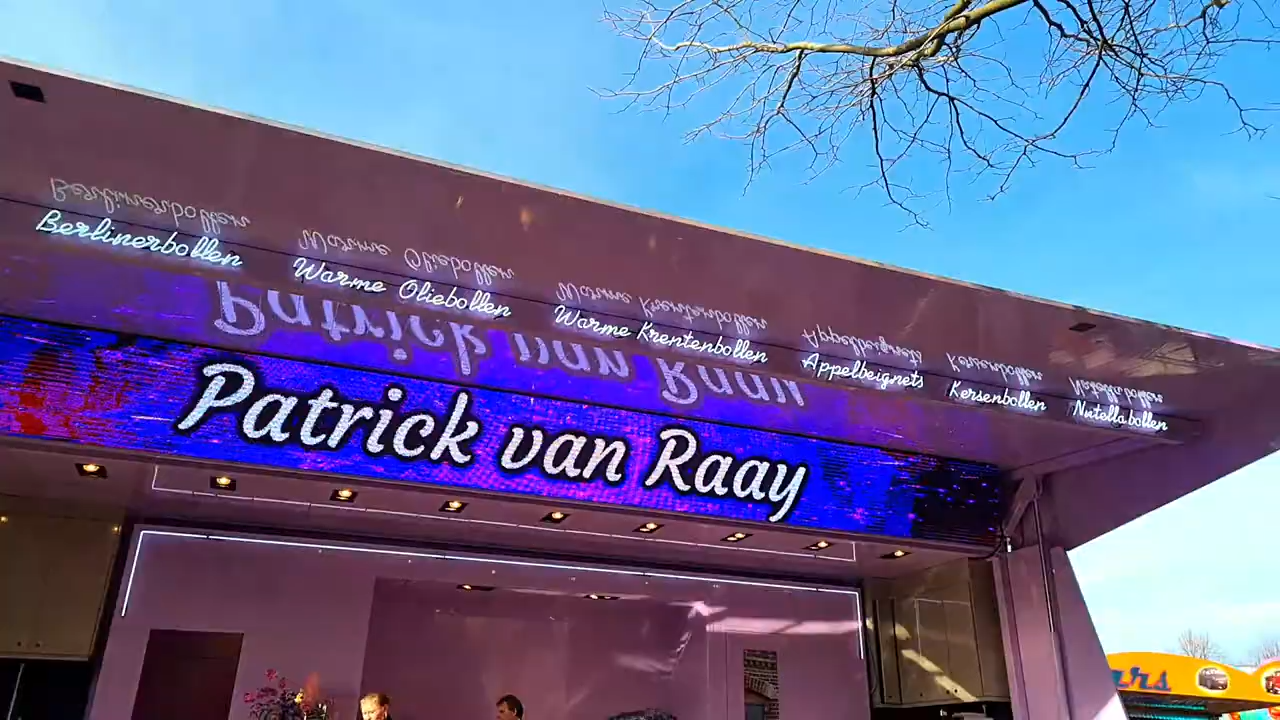 Berlinerbollen
Warme Oliebollen
Warme Krentenbollen
Appelbeignets
Kersenbollen
Nutellabollen
Patrick van Raay